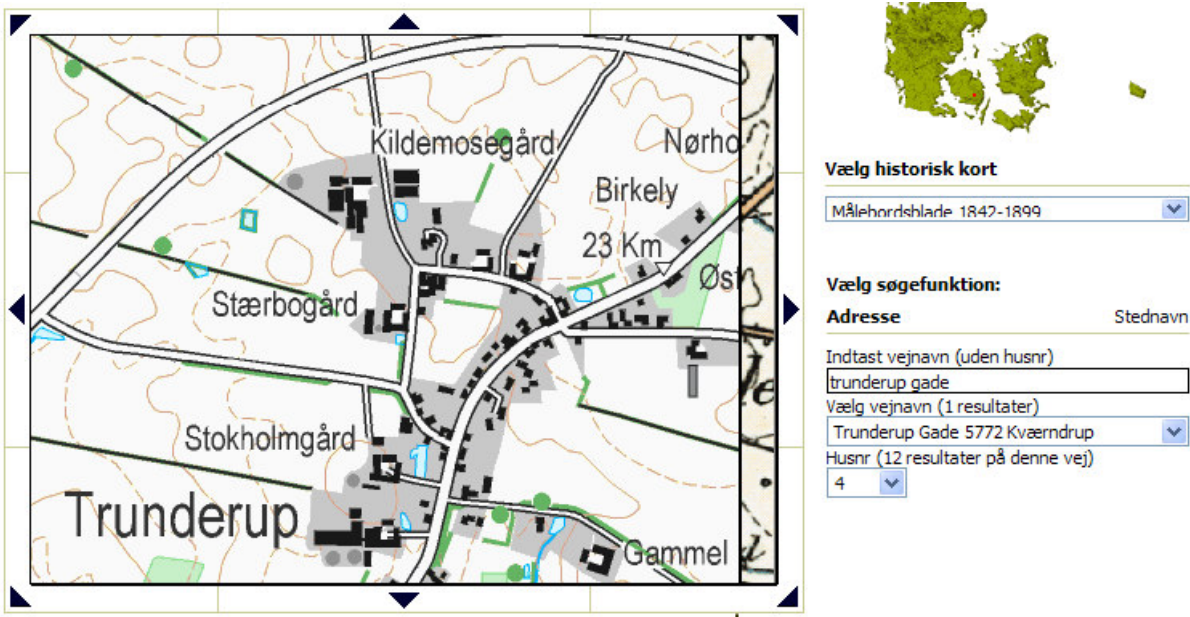 Kildemosegård
Nørho
Birkely
23 Km
Øst
Stærbogård
Stokholmgård
Trunderup
Gammel
Vælg historisk kort
Målebordsblade 1842-1899
Vælg søgefunktion:
Adresse Stednavn
Indtast vejnavn (uden husnr)
trunderup gade
Vælg vejnavn (1 resultater)
Trunderup Gade 5772 Kværndrup
Husnr (12 resultater på denne vej)
4